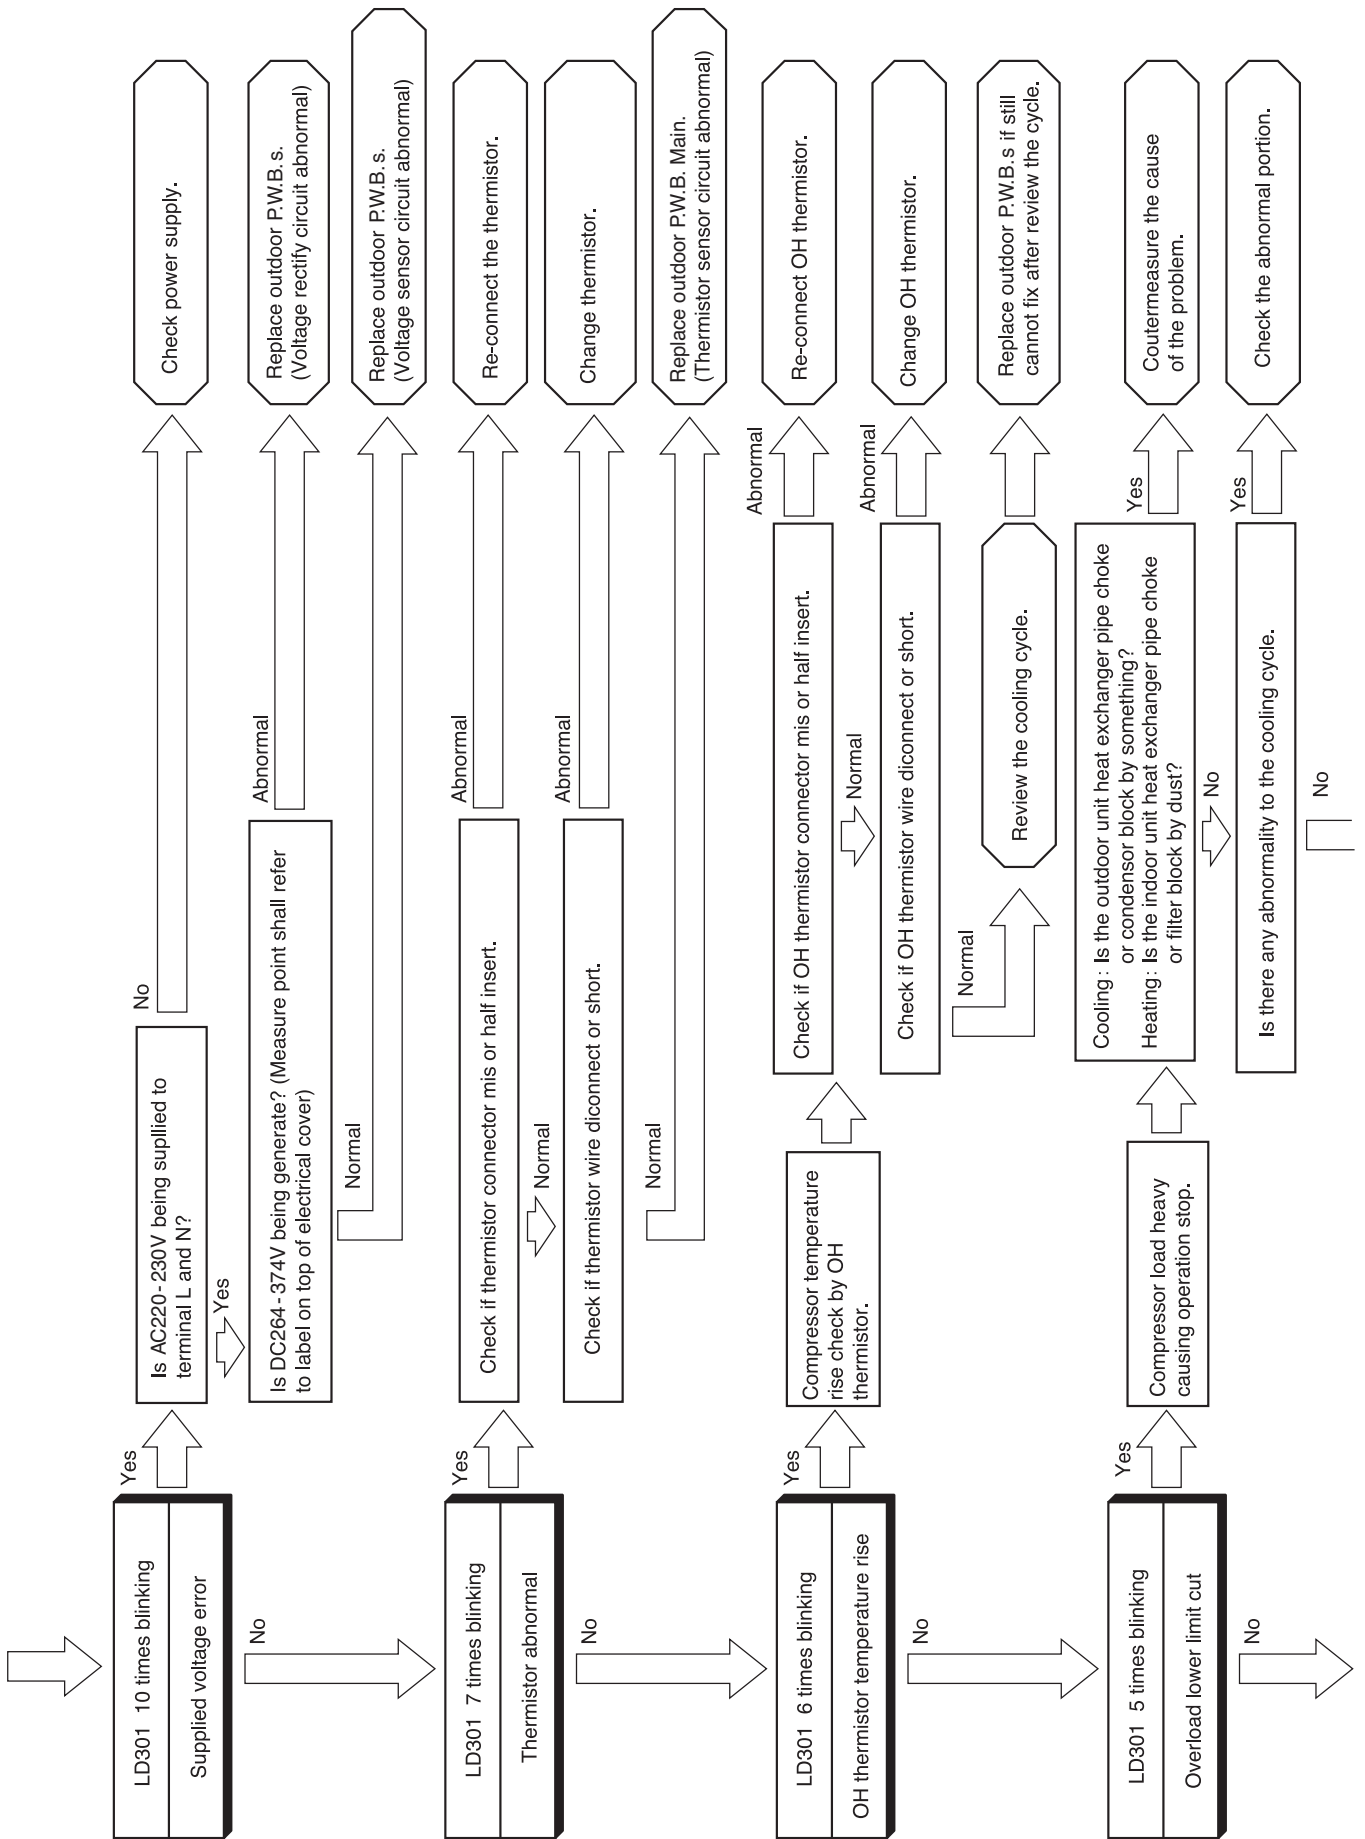 LD301 10 times blinking
Supplied voltage error
Yes
Is AC220-230V being supllied to
terminal L and N?
No
Check power supply.
Yes
Is DC264-374V being generate? (Measure point shall refer
to label on top of electrical cover)
Abnormal
Replace outdoor P.W.B. s.
(Voltage rectify circuit abnormal)
Normal
Replace outdoor P.W.B. s.
(Voltage sensor circuit abnormal)
No
LD301 7 times blinking
Thermistor abnormal
Yes
Check if thermistor connector mis or half insert.
Abnormal
Re-connect the thermistor.
Normal
Check if thermistor wire diconnect or short.
Abnormal
Change thermistor.
Normal
Replace outdoor P.W.B. Main.
(Thermistor sensor circuit abnormal)
No
LD301 6 times blinking
OH thermistor temperature rise
Yes
Compressor temperature
rise check by OH
thermistor.
Check if OH thermistor connector mis or half insert.
Abnormal
Re-connect OH thermistor.
Normal
Check if OH thermistor wire diconnect or short.
Abnormal
Change OH thermistor.
Normal
Review the cooling cycle.
Replace outdoor P.W.B.s if still
cannot fix after review the cycle.
No
LD301 5 times blinking
Overload lower limit cut
Yes
Compressor load heavy
causing operation stop.
Cooling : Is the outdoor unit heat exchanger pipe choke
or condensor block by something?
Heating : Is the indoor unit heat exchanger pipe choke
or filter block by dust?
Yes
Coutermeasure the cause
of the problem.
No
Is there any abnormality to the cooling cycle.
Yes
Check the abnormal portion.
No
No